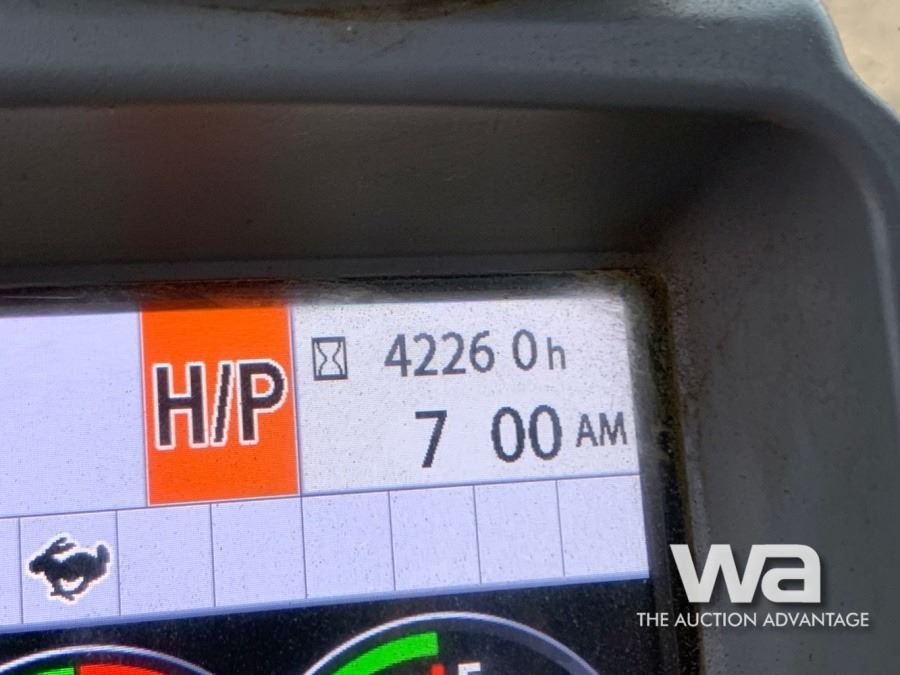 H/P
4226 0h
7 00 AM
wa
THE AUCTION ADVANTAGE